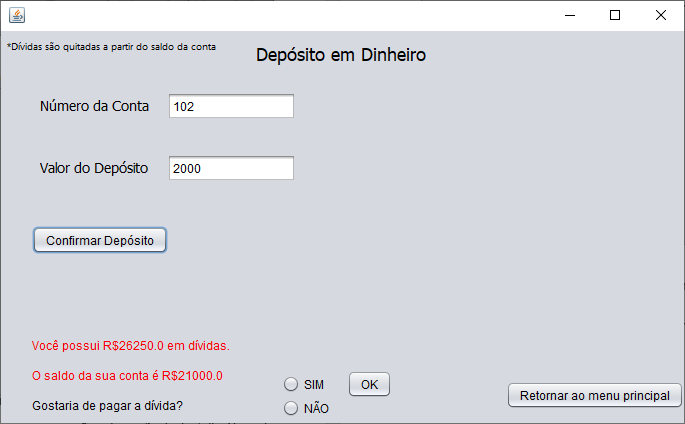 *Dívidas são quitadas a partir do saldo da conta
Depósito em Dinheiro
Número da Conta 102
Valor do Depósito 2000
Confirmar Depósito
Você possui R$26250.0 em dívidas.
O saldo da sua conta é R$21000.0
Gostaria de pagar a dívida?
SIM
NÃO
OK
Retornar ao menu principal